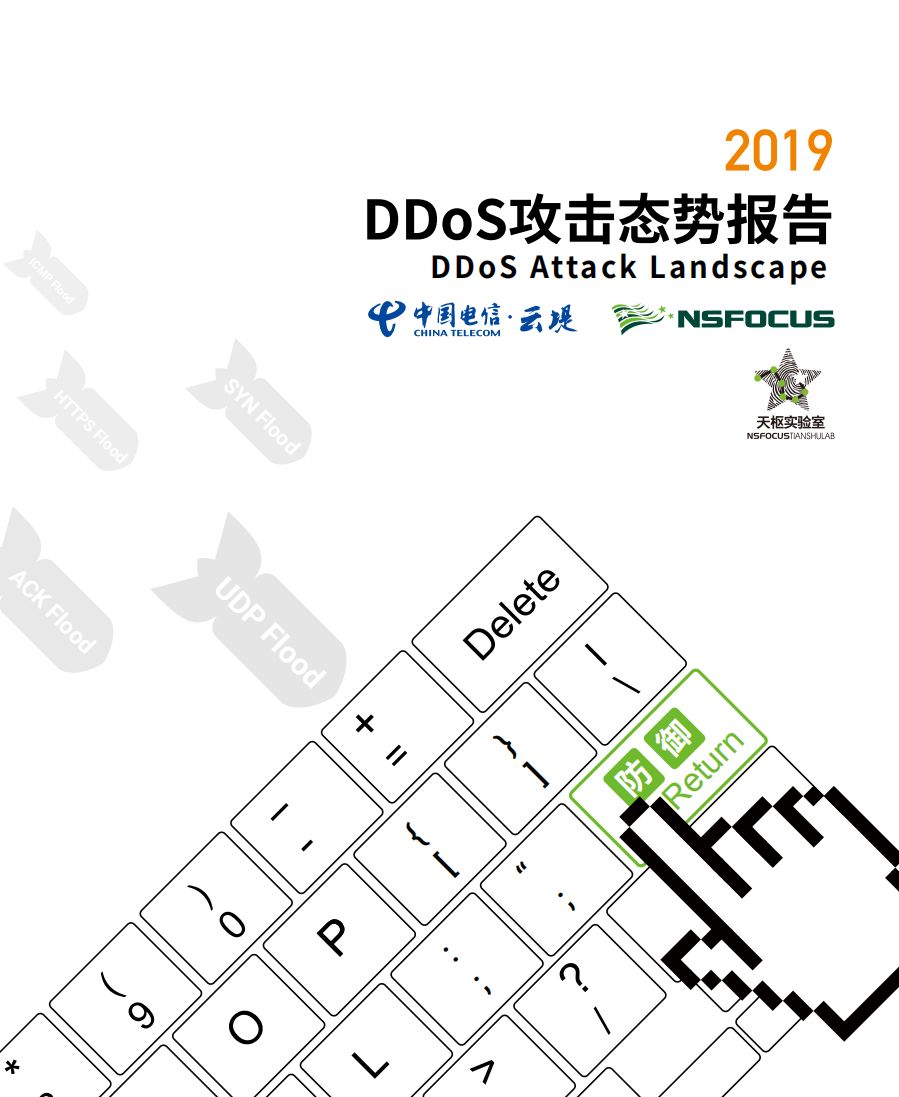 2019
DDoS攻击态势报告
DDoS Attack Landscape
中国电信·云堤
CHINA TELECOM
NSFOCUS
天枢实验室
NSFOCUSTIANSHULAB
ICMP Flood
HTTPS Flood
SYN Flood
ACK Flood
UDP Flood
Delete
|
\
防御
Return
+
=
}
]
—
-
{
[
"
;
)
0
P
:
;
?
/
(
9
O
L
>
*